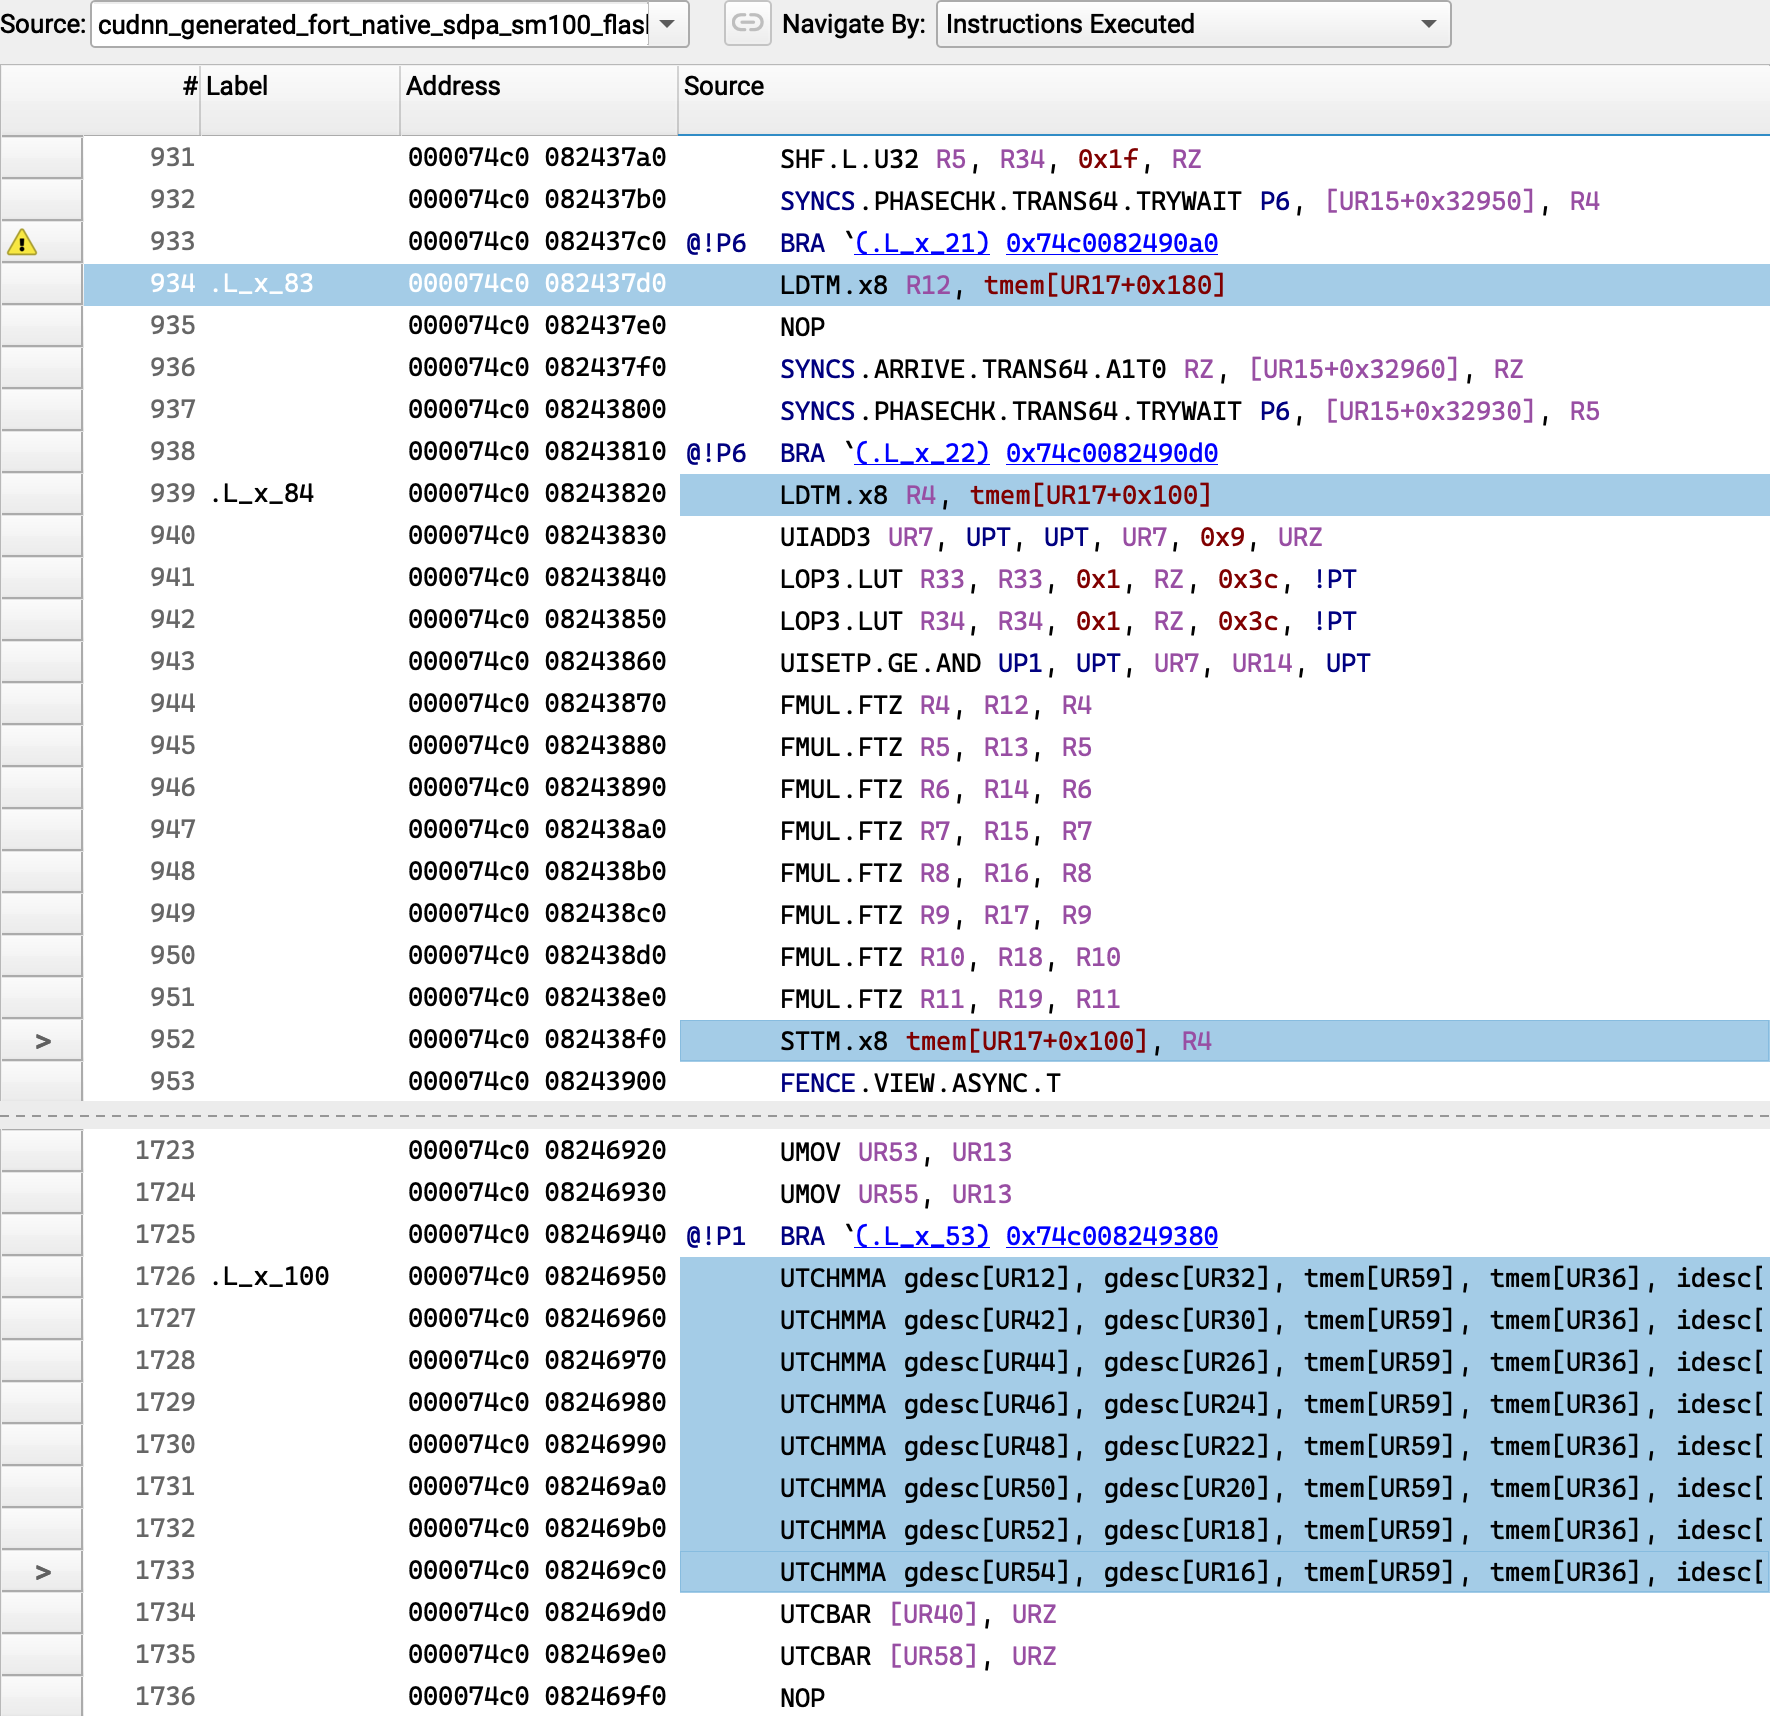 Source: cudnn_generated_fort_native_sdpa_sm100_flas Navigate By: Instructions Executed
# Label Address Source
931 000074c0 082437a0 SHF.L.U32 R5, R34, 0x1f, RZ
932 000074c0 082437b0 SYNCS.PHASECHK.TRANS64.TRYWAIT P6, [UR15+0x32950], R4
933 000074c0 082437c0 @!P6 BRA `(.L_x_21) 0x74c0082490a0
934 .L_x_83 000074c0 082437d0 LDTM.x8 R12, tmem[UR17+0x180]
935 000074c0 082437e0 NOP
936 000074c0 082437f0 SYNCS.ARRIVE.TRANS64.A1T0 RZ, [UR15+0x32960], RZ
937 000074c0 08243800 SYNCS.PHASECHK.TRANS64.TRYWAIT P6, [UR15+0x32930], R5
938 000074c0 08243810 @!P6 BRA `(.L_x_22) 0x74c0082490d0
939 .L_x_84 000074c0 08243820 LDTM.x8 R4, tmem[UR17+0x100]
940 000074c0 08243830 UIADD3 UR7, UPT, UPT, UR7, 0x9, URZ
941 000074c0 08243840 LOP3.LUT R33, R33, 0x1, RZ, 0x3c, !PT
942 000074c0 08243850 LOP3.LUT R34, R34, 0x1, RZ, 0x3c, !PT
943 000074c0 08243860 UISETP.GE.AND UP1, UPT, UR7, UR14, UPT
944 000074c0 08243870 FMUL.FTZ R4, R12, R4
945 000074c0 08243880 FMUL.FTZ R5, R13, R5
946 000074c0 08243890 FMUL.FTZ R6, R14, R6
947 000074c0 082438a0 FMUL.FTZ R7, R15, R7
948 000074c0 082438b0 FMUL.FTZ R8, R16, R8
949 000074c0 082438c0 FMUL.FTZ R9, R17, R9
950 000074c0 082438d0 FMUL.FTZ R10, R18, R10
951 000074c0 082438e0 FMUL.FTZ R11, R19, R11
> 952 000074c0 082438f0 STTM.x8 tmem[UR17+0x100], R4
953 000074c0 08243900 FENCE.VIEW.ASYNC.T
1723 000074c0 08246920 UMOV UR53, UR13
1724 000074c0 08246930 UMOV UR55, UR13
1725 000074c0 08246940 @!P1 BRA `(.L_x_53) 0x74c008249380
1726 .L_x_100 000074c0 08246950 UTCHMMA gdesc[UR12], gdesc[UR32], tmem[UR59], tmem[UR36], idesc[
1727 000074c0 08246960 UTCHMMA gdesc[UR42], gdesc[UR30], tmem[UR59], tmem[UR36], idesc[
1728 000074c0 08246970 UTCHMMA gdesc[UR44], gdesc[UR26], tmem[UR59], tmem[UR36], idesc[
1729 000074c0 08246980 UTCHMMA gdesc[UR46], gdesc[UR24], tmem[UR59], tmem[UR36], idesc[
1730 000074c0 08246990 UTCHMMA gdesc[UR48], gdesc[UR22], tmem[UR59], tmem[UR36], idesc[
1731 000074c0 082469a0 UTCHMMA gdesc[UR50], gdesc[UR20], tmem[UR59], tmem[UR36], idesc[
1732 000074c0 082469b0 UTCHMMA gdesc[UR52], gdesc[UR18], tmem[UR59], tmem[UR36], idesc[
> 1733 000074c0 082469c0 UTCHMMA gdesc[UR54], gdesc[UR16], tmem[UR59], tmem[UR36], idesc[
1734 000074c0 082469d0 UTCBAR [UR40], URZ
1735 000074c0 082469e0 UTCBAR [UR58], URZ
1736 000074c0 082469f0 NOP